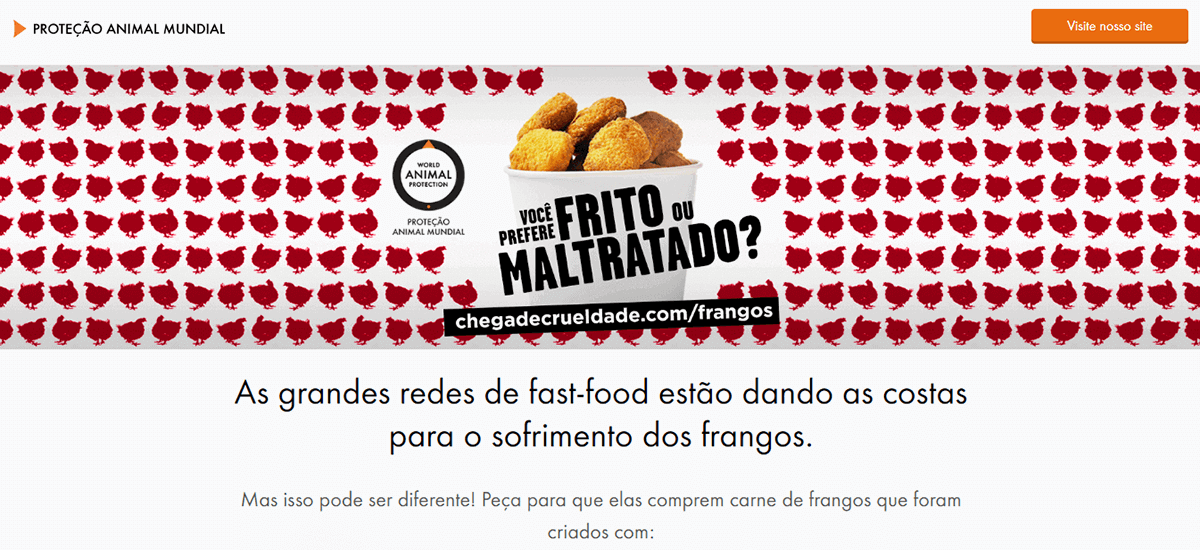 PROTEÇÃO ANIMAL MUNDIAL
Visite nosso site
WORLD
ANIMAL
PROTECTION
PROTEÇÃO
ANIMAL MUNDIAL
VOCÊ
PREFERE FRITO OU
MALTRATADO?
chegadecrueldade.com/frangos
As grandes redes de fast-food estão dando as costas
para o sofrimento dos frangos.
Mas isso pode ser diferente! Peça para que elas comprem carne de frangos que foram
criados com: